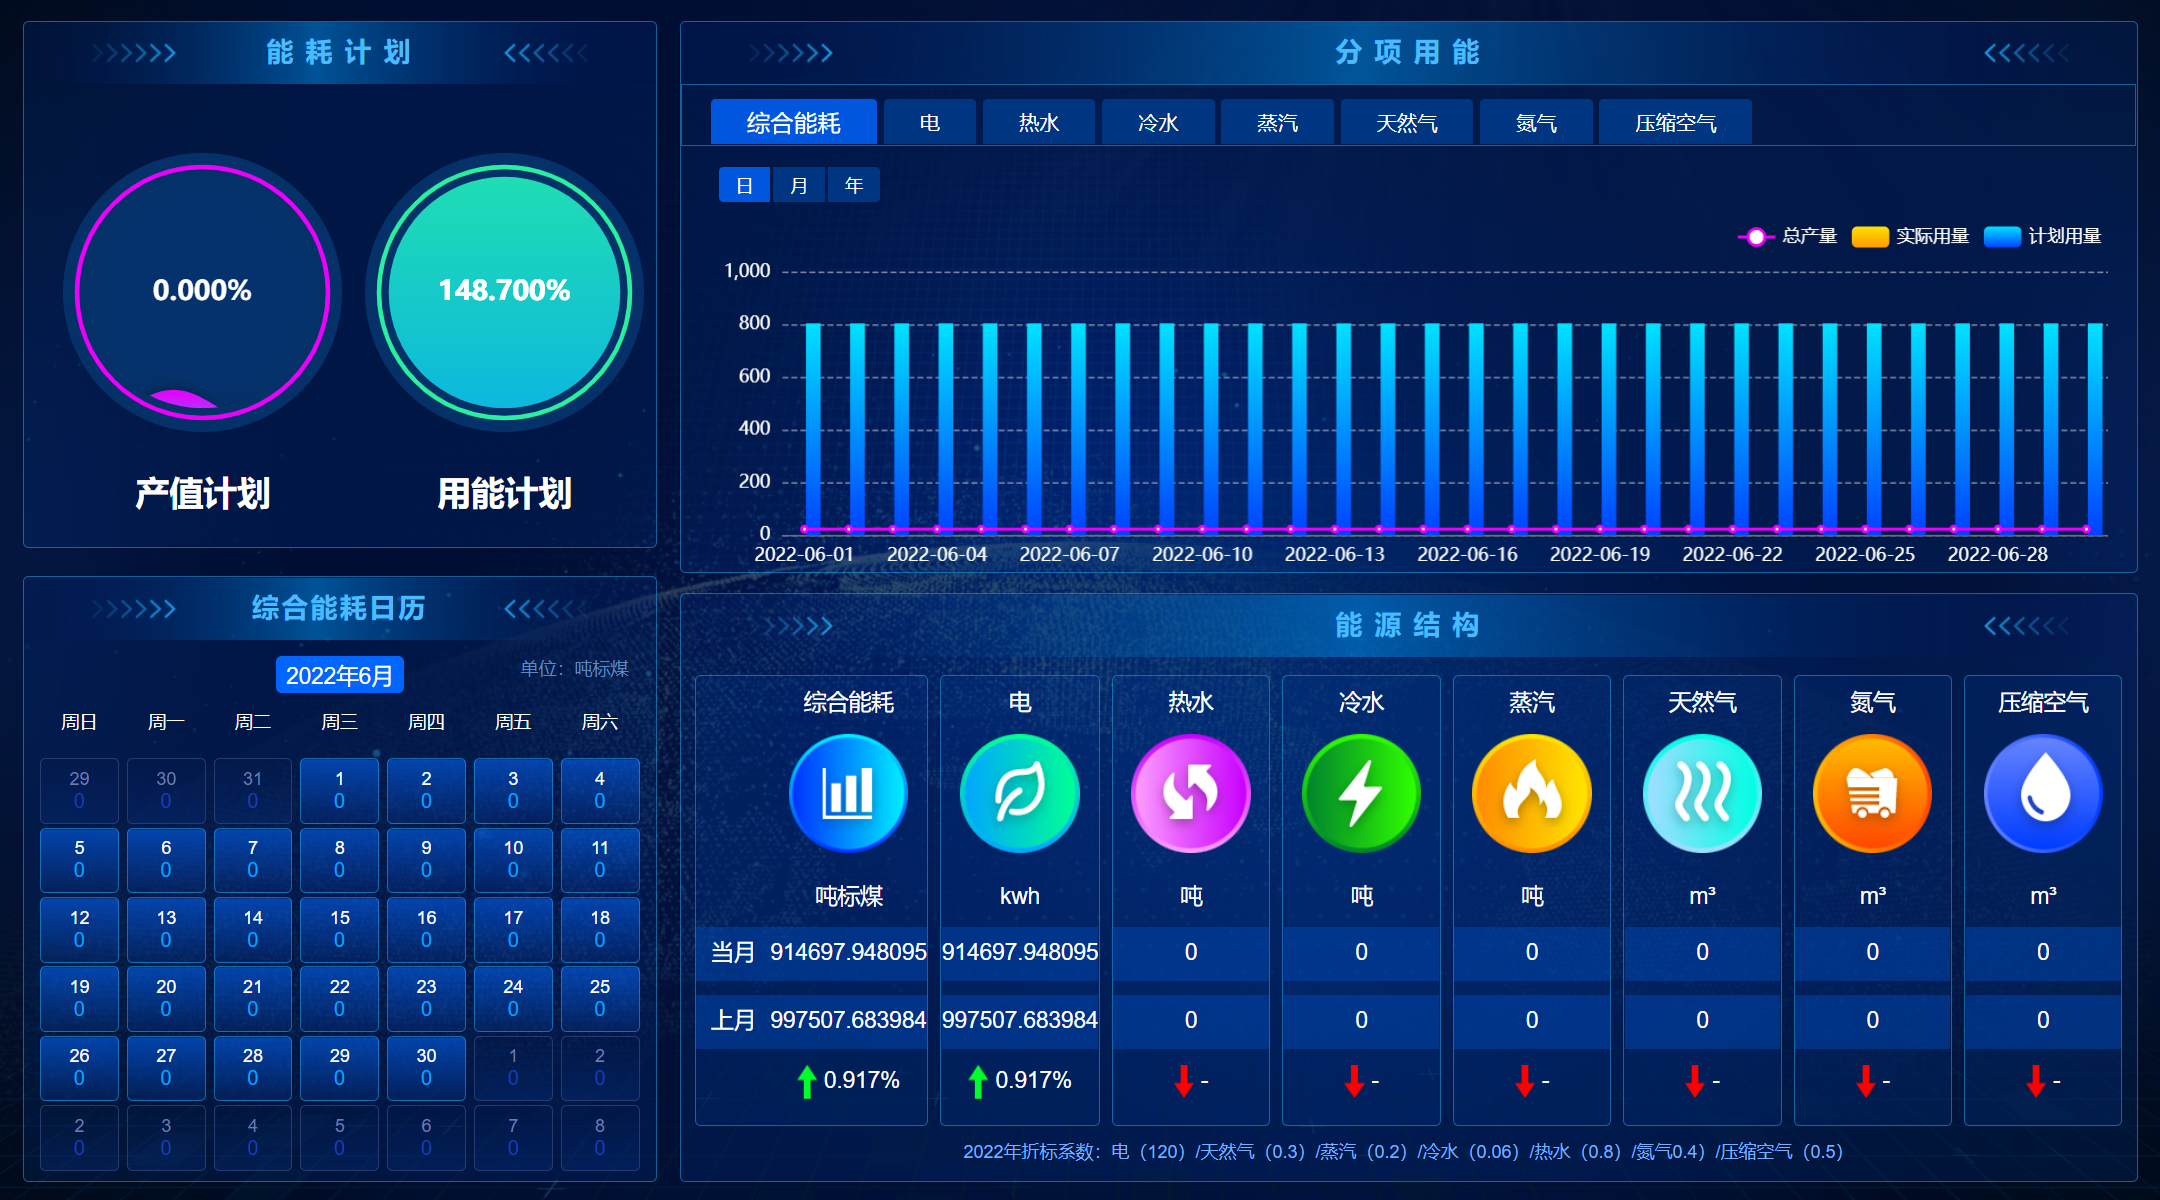 能耗计划
0.000%
148.700%
产值计划
用能计划
分项用能
综合能耗 电 热水 冷水 蒸汽 天然气 氮气 压缩空气
日 月 年
总产量 实际用量 计划用量
1,000
800
600
400
200
0
2022-06-01 2022-06-04 2022-06-07 2022-06-10 2022-06-13 2022-06-16 2022-06-19 2022-06-22 2022-06-25 2022-06-28
综合能耗日历
2022年6月
单位：吨标煤
周日 周一 周二 周三 周四 周五 周六
29 30 31 1 2 3 4
0 0 0 0 0 0 0
5 6 7 8 9 10 11
0 0 0 0 0 0 0
12 13 14 15 16 17 18
0 0 0 0 0 0 0
19 20 21 22 23 24 25
0 0 0 0 0 0 0
26 27 28 29 30 1 2
0 0 0 0 0 0 0
2 3 4 5 6 7 8
0 0 0 0 0 0 0
能源结构
综合能耗 电 热水 冷水 蒸汽 天然气 氮气 压缩空气
吨标煤 kwh 吨 吨 吨 m³ m³ m³
当月 914697.948095 914697.948095 0 0 0 0 0 0
上月 997507.683984 997507.683984 0 0 0 0 0 0
0.917% 0.917% - - - - - -
2022年折标系数：电（120）/天然气（0.3）/蒸汽（0.2）/冷水（0.06）/热水（0.8）/氮气0.4）/压缩空气（0.5）